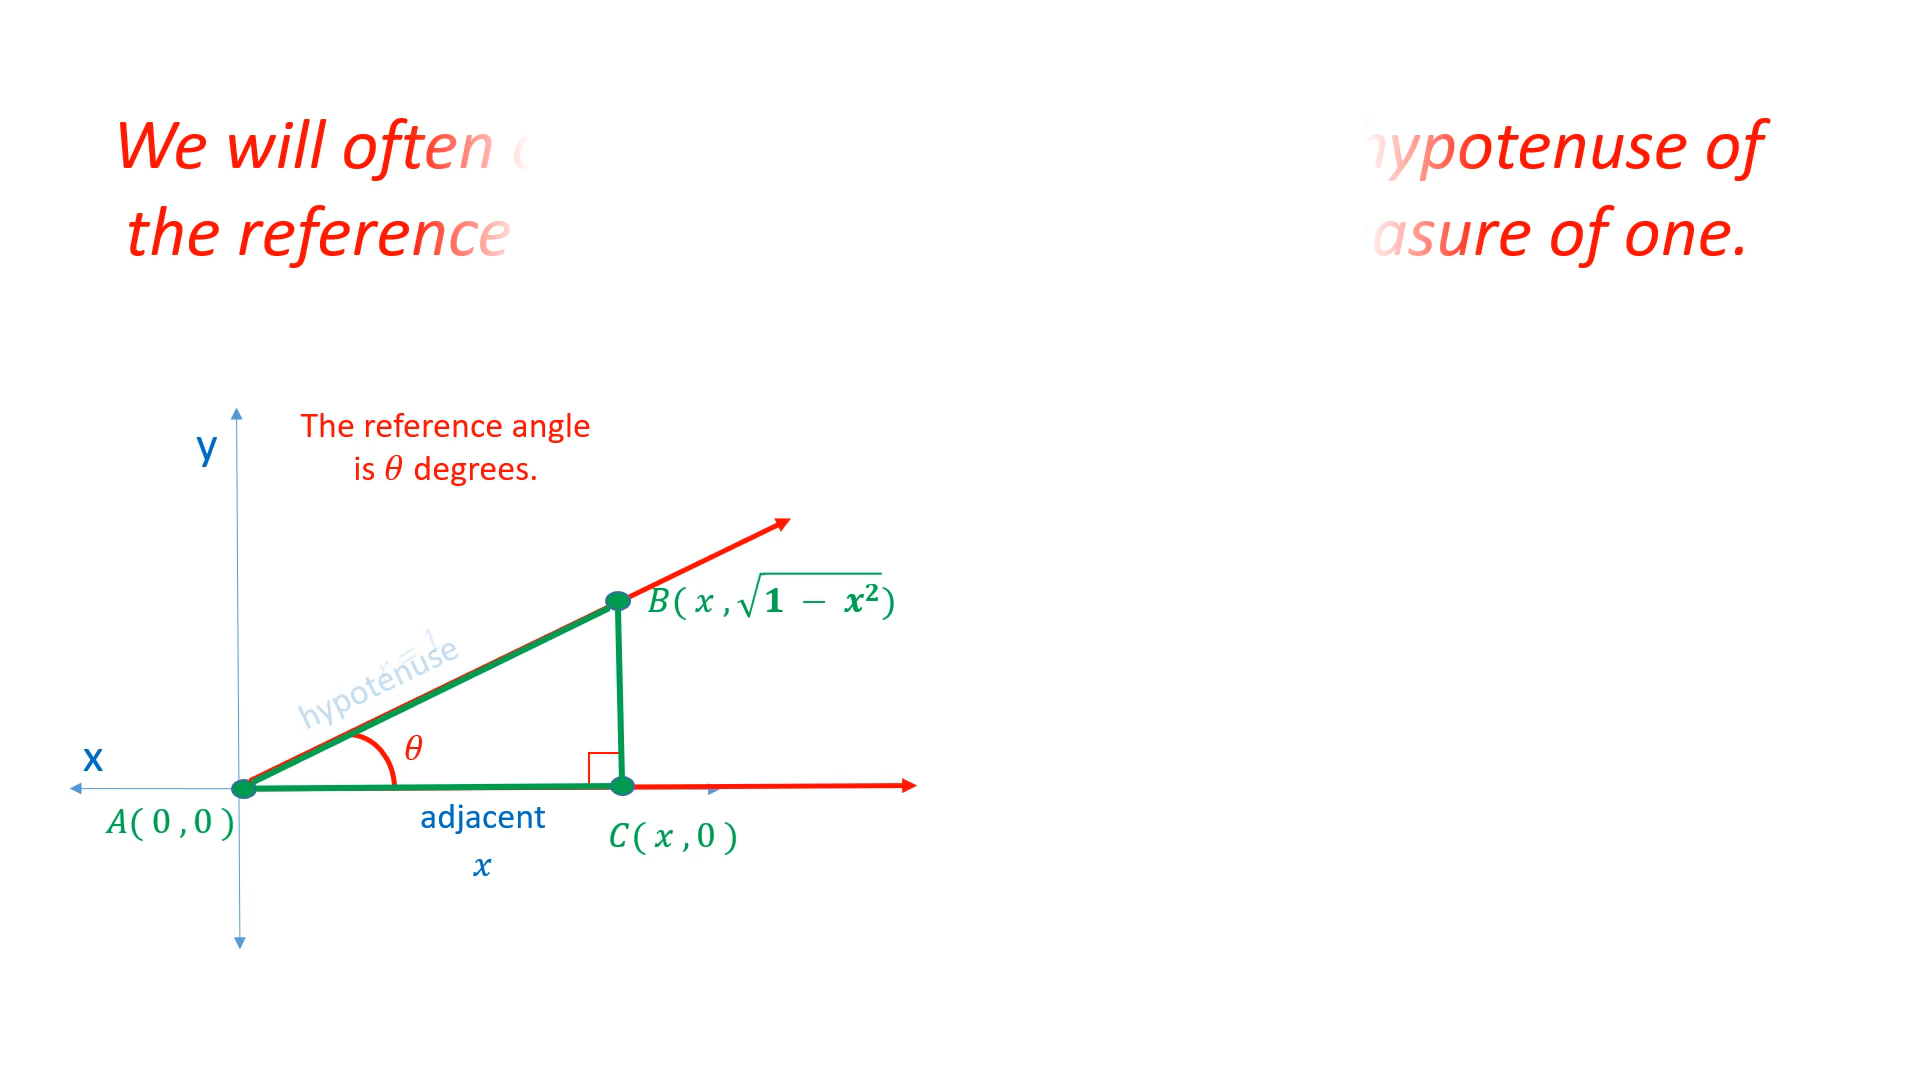 We will often hypotenuse of
the reference asure of one.
The reference angle
is θ degrees.
y
B( x , √1 − x²)
r = 1
hypotenuse
θ
x
A( 0 , 0 )
adjacent
C( x , 0 )
x